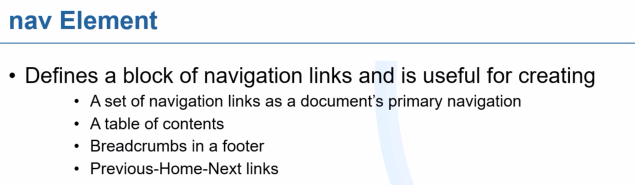 nav Element
• Defines a block of navigation links and is useful for creating
• A set of navigation links as a document's primary navigation
• A table of contents
• Breadcrumbs in a footer
• Previous-Home-Next links